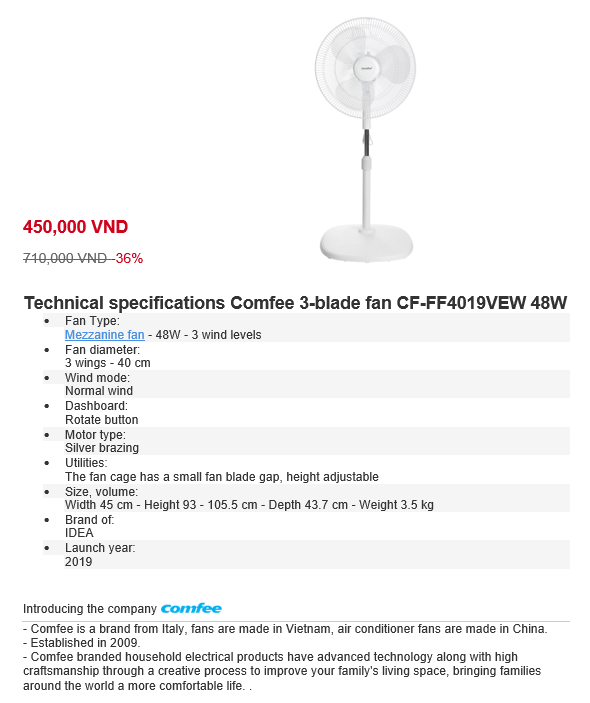 450,000 VND
710,000 VND -36%
Technical specifications Comfee 3-blade fan CF-FF4019VEW 48W
• Fan Type:
Mezzanine fan - 48W - 3 wind levels
• Fan diameter:
3 wings - 40 cm
• Wind mode:
Normal wind
• Dashboard:
Rotate button
• Motor type:
Silver brazing
• Utilities:
The fan cage has a small fan blade gap, height adjustable
• Size, volume:
Width 45 cm - Height 93 - 105.5 cm - Depth 43.7 cm - Weight 3.5 kg
• Brand of:
IDEA
• Launch year:
2019
Introducing the company comfee
- Comfee is a brand from Italy, fans are made in Vietnam, air conditioner fans are made in China.
- Established in 2009.
- Comfee branded household electrical products have advanced technology along with high
craftsmanship through a creative process to improve your family's living space, bringing families
around the world a more comfortable life. .